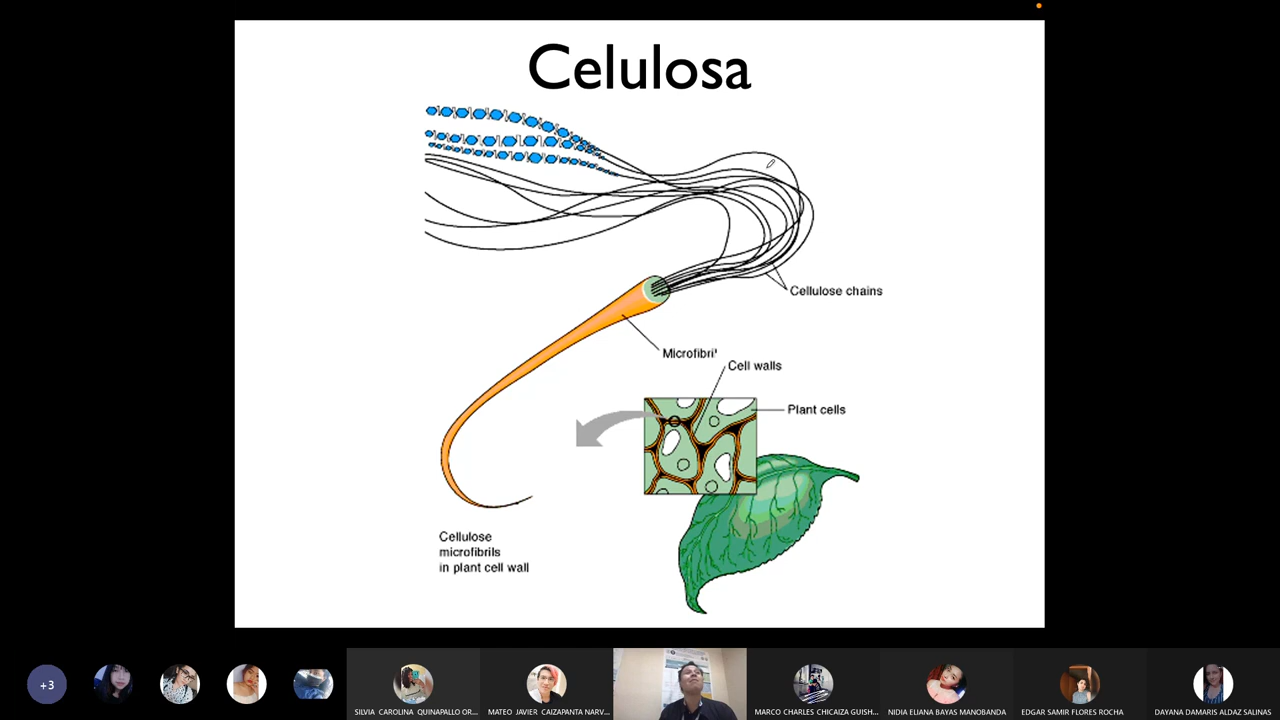 Celulosa
Cellulose chains
Microfibril
Cell walls
Plant cells
Cellulose
microfibrils
in plant cell wall
+3
SILVIA CAROLINA QUINAPALLO OR...
MATEO JAVIER CAIZAPANTA NARV...
MARCO CHARLES CHICAIZA GUISH...
NIDIA ELIANA BAYAS MANOBANDA
EDGAR SAMIR FLORES ROCHA
DAYANA DAMARIS ALDAZ SALINAS